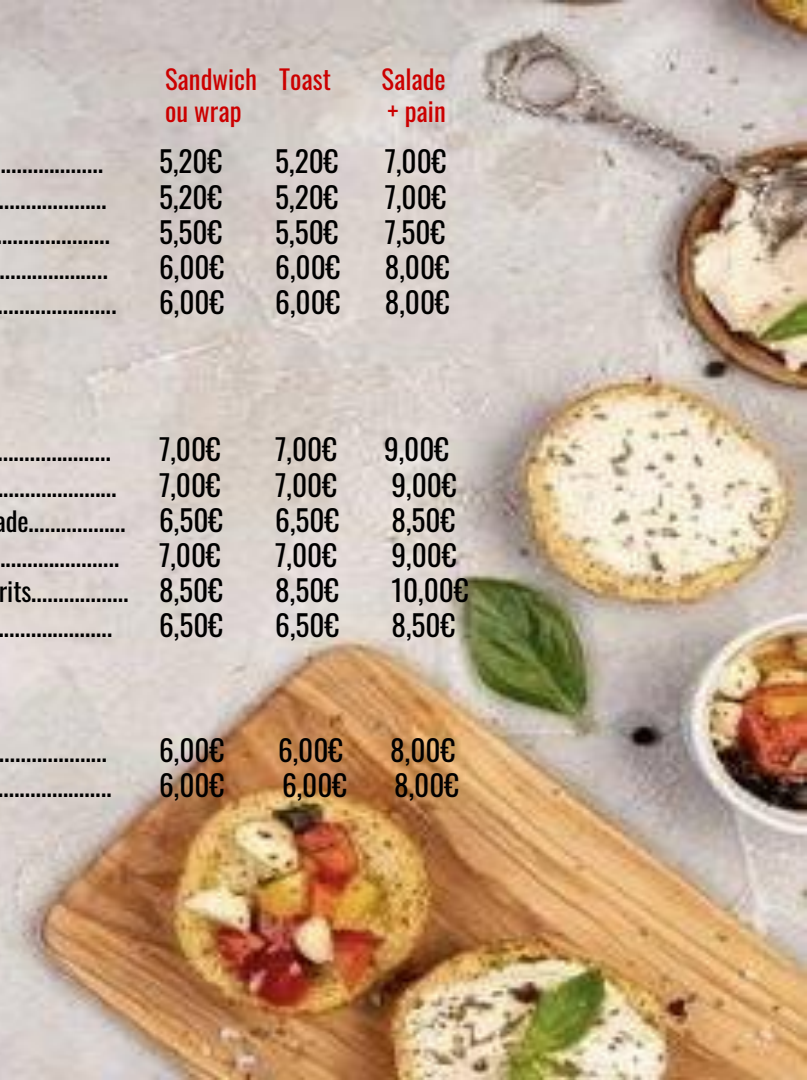 Sandwich Toast Salade
ou wrap + pain
.................... 5,20€ 5,20€ 7,00€
..................... 5,20€ 5,20€ 7,00€
...................... 5,50€ 5,50€ 7,50€
...................... 6,00€ 6,00€ 8,00€
....................... 6,00€ 6,00€ 8,00€
...................... 7,00€ 7,00€ 9,00€
....................... 7,00€ 7,00€ 9,00€
ade.................. 6,50€ 6,50€ 8,50€
........................ 7,00€ 7,00€ 9,00€
rits.................. 8,50€ 8,50€ 10,00€
...................... 6,50€ 6,50€ 8,50€
..................... 6,00€ 6,00€ 8,00€
...................... 6,00€ 6,00€ 8,00€